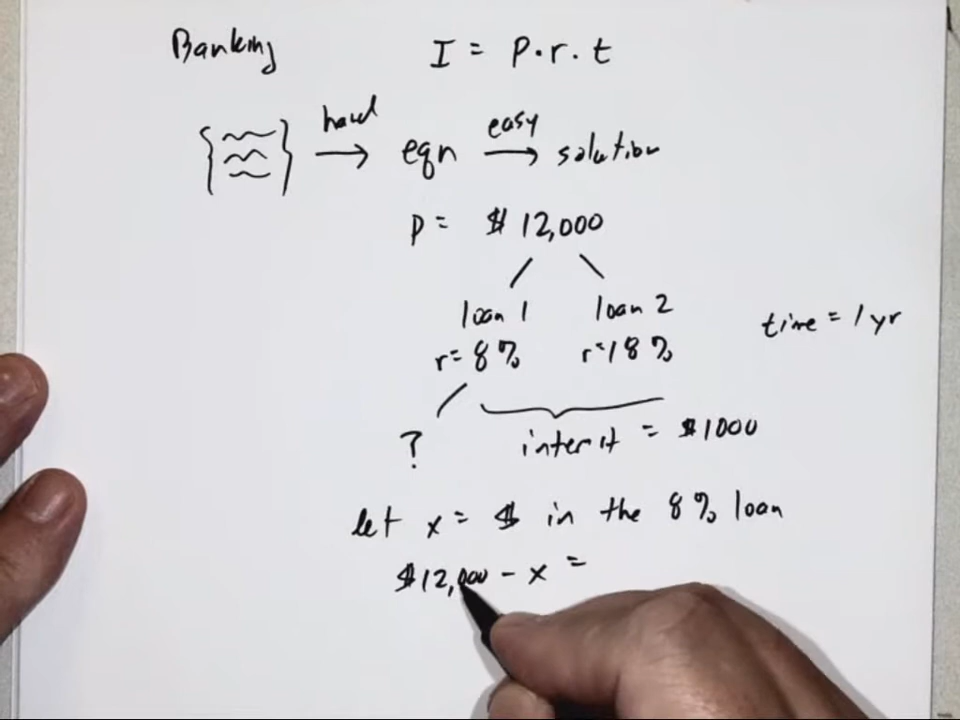 Banking I = P·r·t
hard easy
eqn solution
P = $12,000
loan 1 loan 2
time = 1 yr
r=8% r=18%
? interest = $1000
let x = $ in the 8% loan
$12,000 - x =